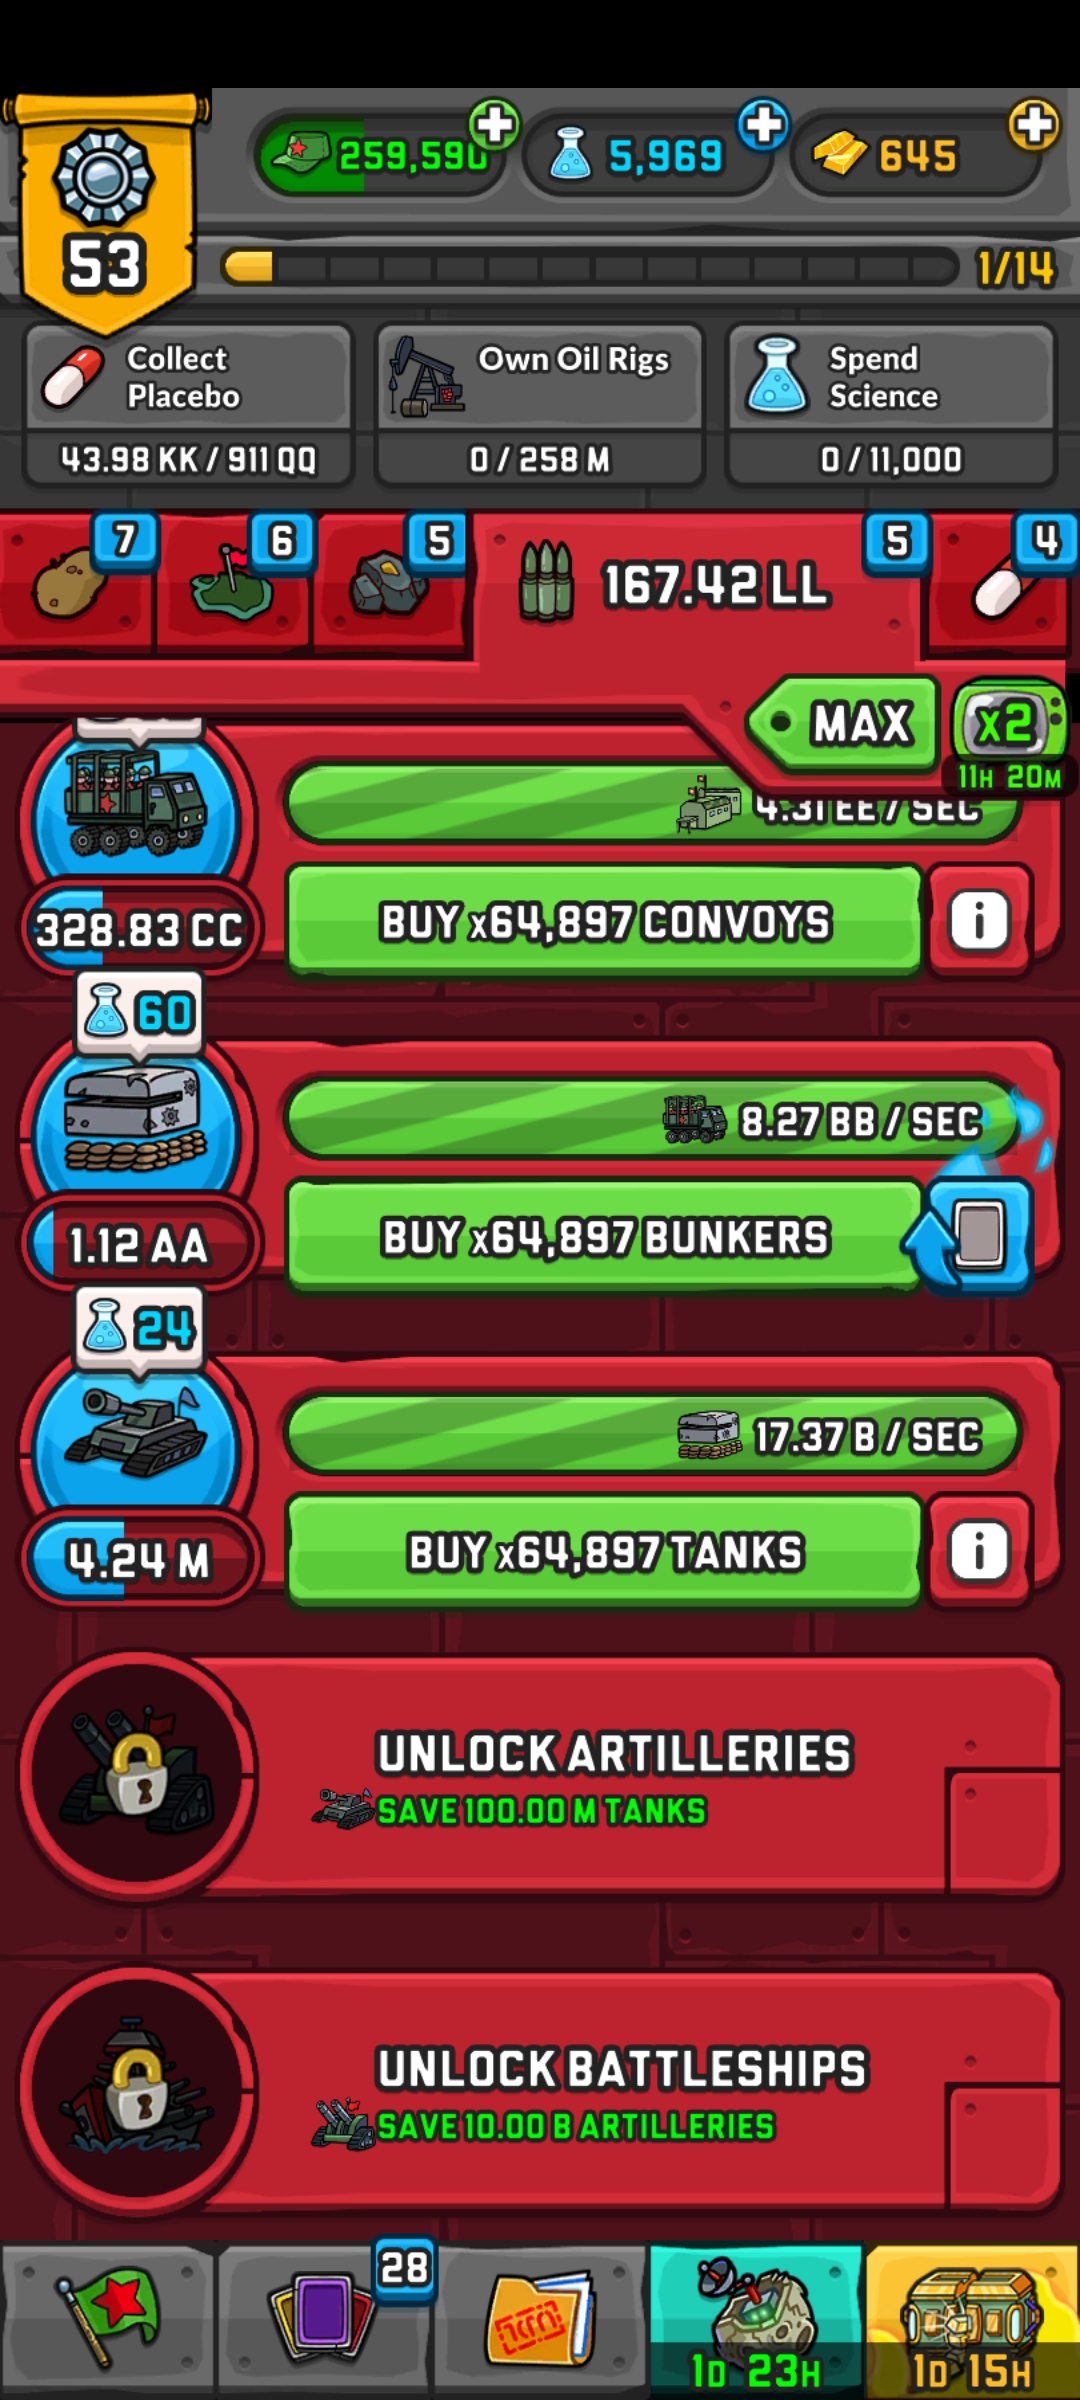 259,590
5,969
645
53
1/14
Collect
Placebo
43.98 KK / 911 QQ
Own Oil Rigs
0 / 258 M
Spend
Science
0 / 11,000
7
6
5
167.42 LL
5
4
MAX
x2
11H 20M
4.31 EE / SEC
328.83 CC
BUY x64,897 CONVOYS
i
60
8.27 BB / SEC
1.12 AA
BUY x64,897 BUNKERS
24
17.37 B / SEC
4.24 M
BUY x64,897 TANKS
i
UNLOCK ARTILLERIES
SAVE 100.00 M TANKS
UNLOCK BATTLESHIPS
SAVE 10.00 B ARTILLERIES
28
1D 23H
1D 15H